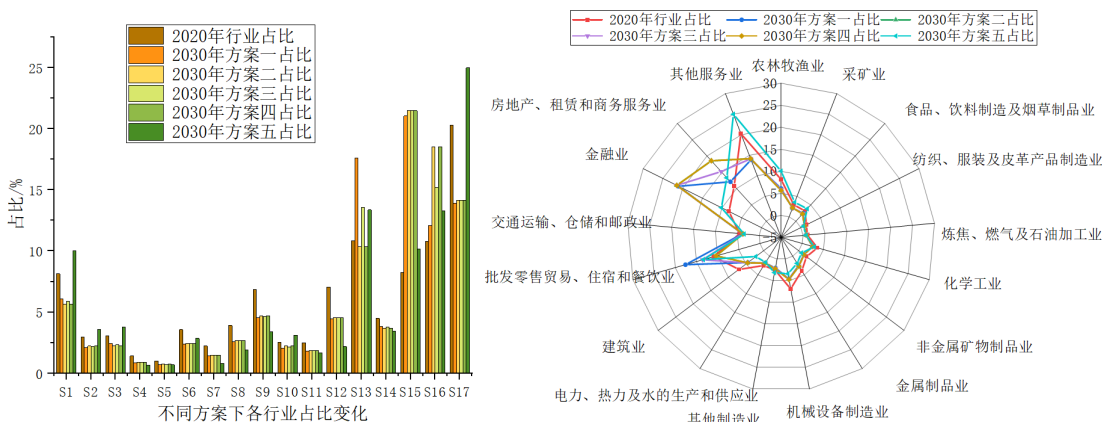 2020年行业占比
2030年方案一占比
2030年方案二占比
2030年方案三占比
2030年方案四占比
2030年方案五占比
占比/%
25
20
15
10
5
0
S1 S2 S3 S4 S5 S6 S7 S8 S9 S10 S11 S12 S13 S14 S15 S16 S17
不同方案下各行业占比变化
2020年行业占比 2030年方案一占比 2030年方案二占比
2030年方案三占比 2030年方案四占比 2030年方案五占比
农林牧渔业
采矿业
食品、饮料制造及烟草制品业
纺织、服装及皮革产品制造业
炼焦、燃气及石油加工业
化学工业
非金属矿物制品业
金属制品业
机械设备制造业
其他制造业
电力、热力及水的生产和供应业
建筑业
批发零售贸易、住宿和餐饮业
交通运输、仓储和邮政业
金融业
房地产、租赁和商务服务业
其他服务业
30
25
20
15
10
5
0
-5